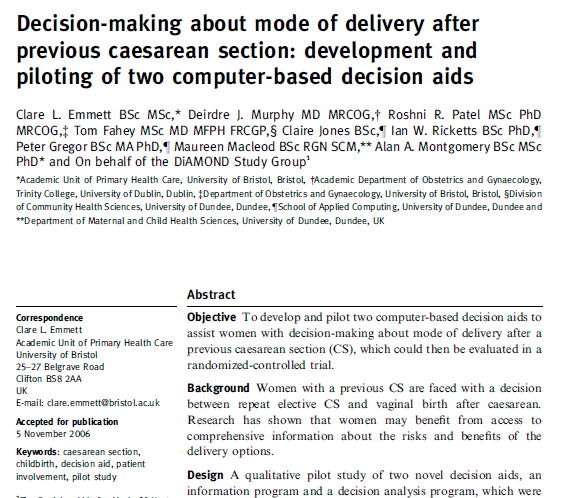 Decision-making about mode of delivery after
previous caesarean section: development and
piloting of two computer-based decision aids
Clare L. Emmett BSc MSc,* Deirdre J. Murphy MD MRCOG,† Roshni R. Patel MSc PhD
MRCOG,‡ Tom Fahey MSc MD MFPH FRCGP,§ Claire Jones BSc,¶ Ian W. Ricketts BSc PhD,¶
Peter Gregor BSc MA PhD,¶ Maureen Macleod BSc RGN SCM,** Alan A. Montgomery BSc MSc
PhD* and On behalf of the DiAMOND Study Group¹
*Academic Unit of Primary Health Care, University of Bristol, Bristol, †Academic Department of Obstetrics and Gynaecology,
Trinity College, University of Dublin, Dublin, ‡Department of Obstetrics and Gynaecology, University of Bristol, Bristol, §Division
of Community Health Sciences, University of Dundee, Dundee, ¶School of Applied Computing, University of Dundee, Dundee and
**Department of Maternal and Child Health Sciences, University of Dundee, Dundee, UK
Correspondence
Clare L. Emmett
Academic Unit of Primary Health Care
University of Bristol
25–27 Belgrave Road
Clifton BS8 2AA
UK
E-mail: clare.emmett@bristol.ac.uk
Accepted for publication
5 November 2006
Keywords: caesarean section,
childbirth, decision aid, patient
involvement, pilot study
Abstract
Objective To develop and pilot two computer-based decision aids to
assist women with decision-making about mode of delivery after a
previous caesarean section (CS), which could then be evaluated in a
randomized-controlled trial.
Background Women with a previous CS are faced with a decision
between repeat elective CS and vaginal birth after caesarean.
Research has shown that women may benefit from access to
comprehensive information about the risks and benefits of the
delivery options.
Design A qualitative pilot study of two novel decision aids, an
information program and a decision analysis program, which were